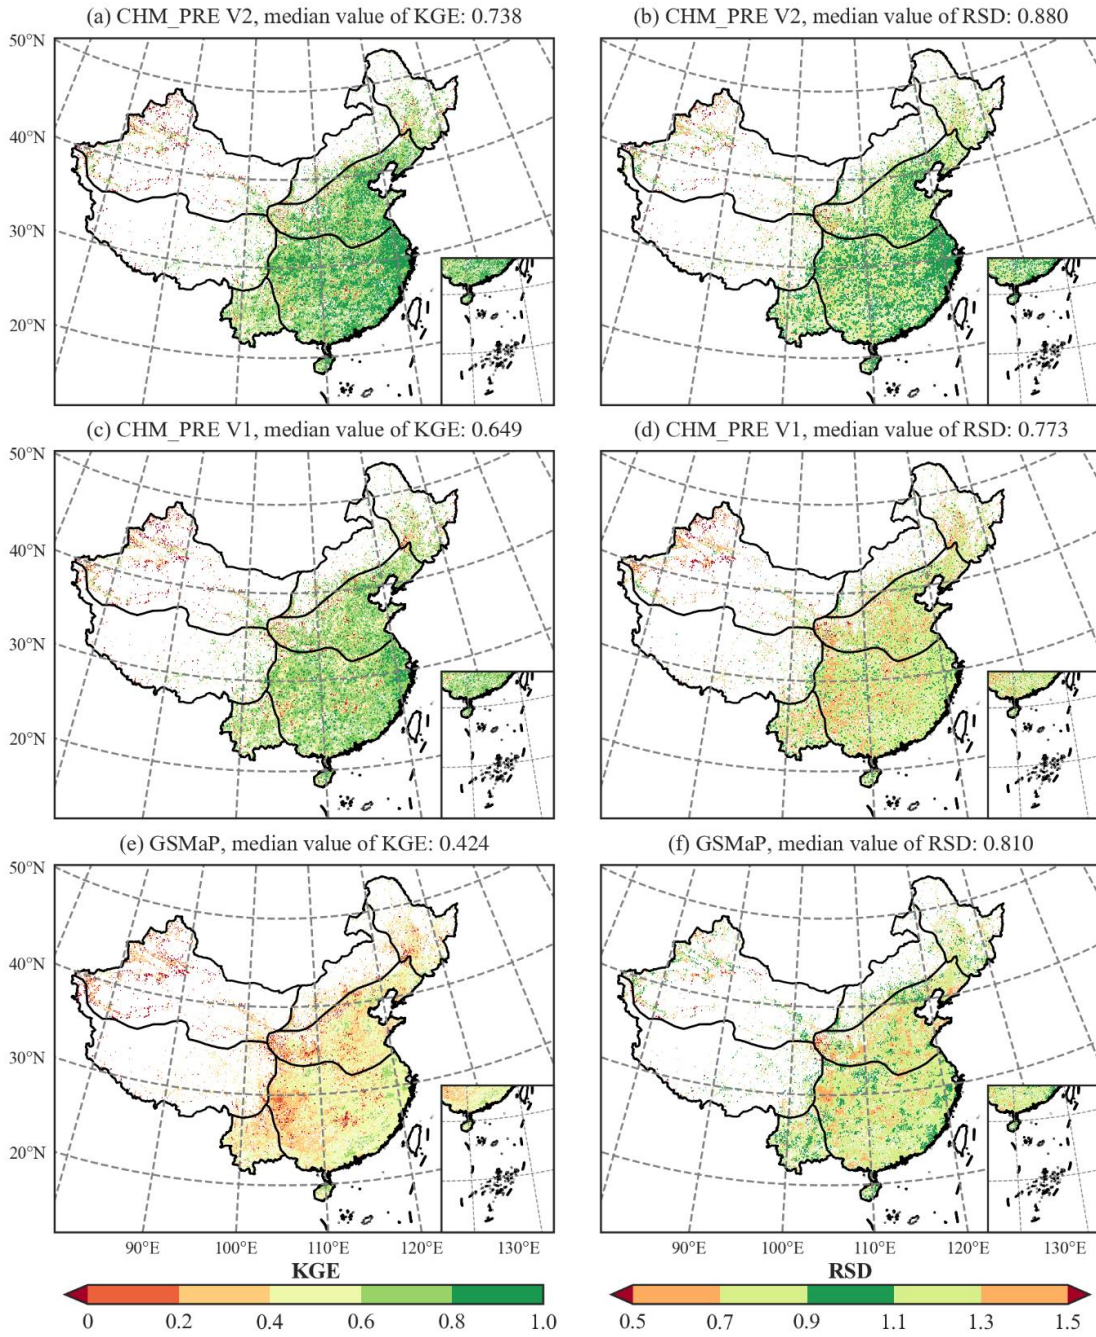 (a) CHM_PRE V2, median value of KGE: 0.738
(b) CHM_PRE V2, median value of RSD: 0.880
50°N
40°N
30°N
20°N
(c) CHM_PRE V1, median value of KGE: 0.649
(d) CHM_PRE V1, median value of RSD: 0.773
50°N
40°N
30°N
20°N
(e) GSMaP, median value of KGE: 0.424
(f) GSMaP, median value of RSD: 0.810
50°N
40°N
30°N
20°N
90°E 100°E 110°E 120°E 130°E
90°E 100°E 110°E 120°E 130°E
KGE
RSD
0 0.2 0.4 0.6 0.8 1.0
0.5 0.7 0.9 1.1 1.3 1.5